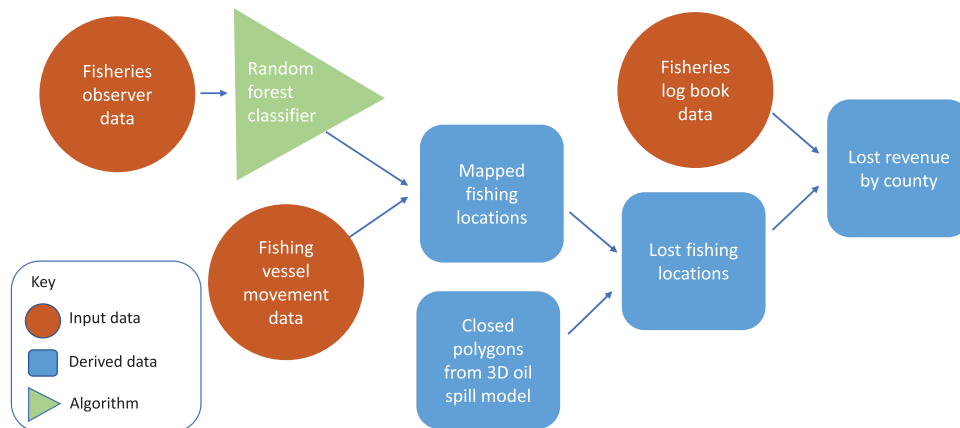 Fisheries
observer
data
Random
forest
classifier
Fishing
vessel
movement
data
Mapped
fishing
locations
Closed
polygons
from 3D oil
spill model
Lost fishing
locations
Fisheries
log book
data
Lost revenue
by county
Key
Input data
Derived data
Algorithm